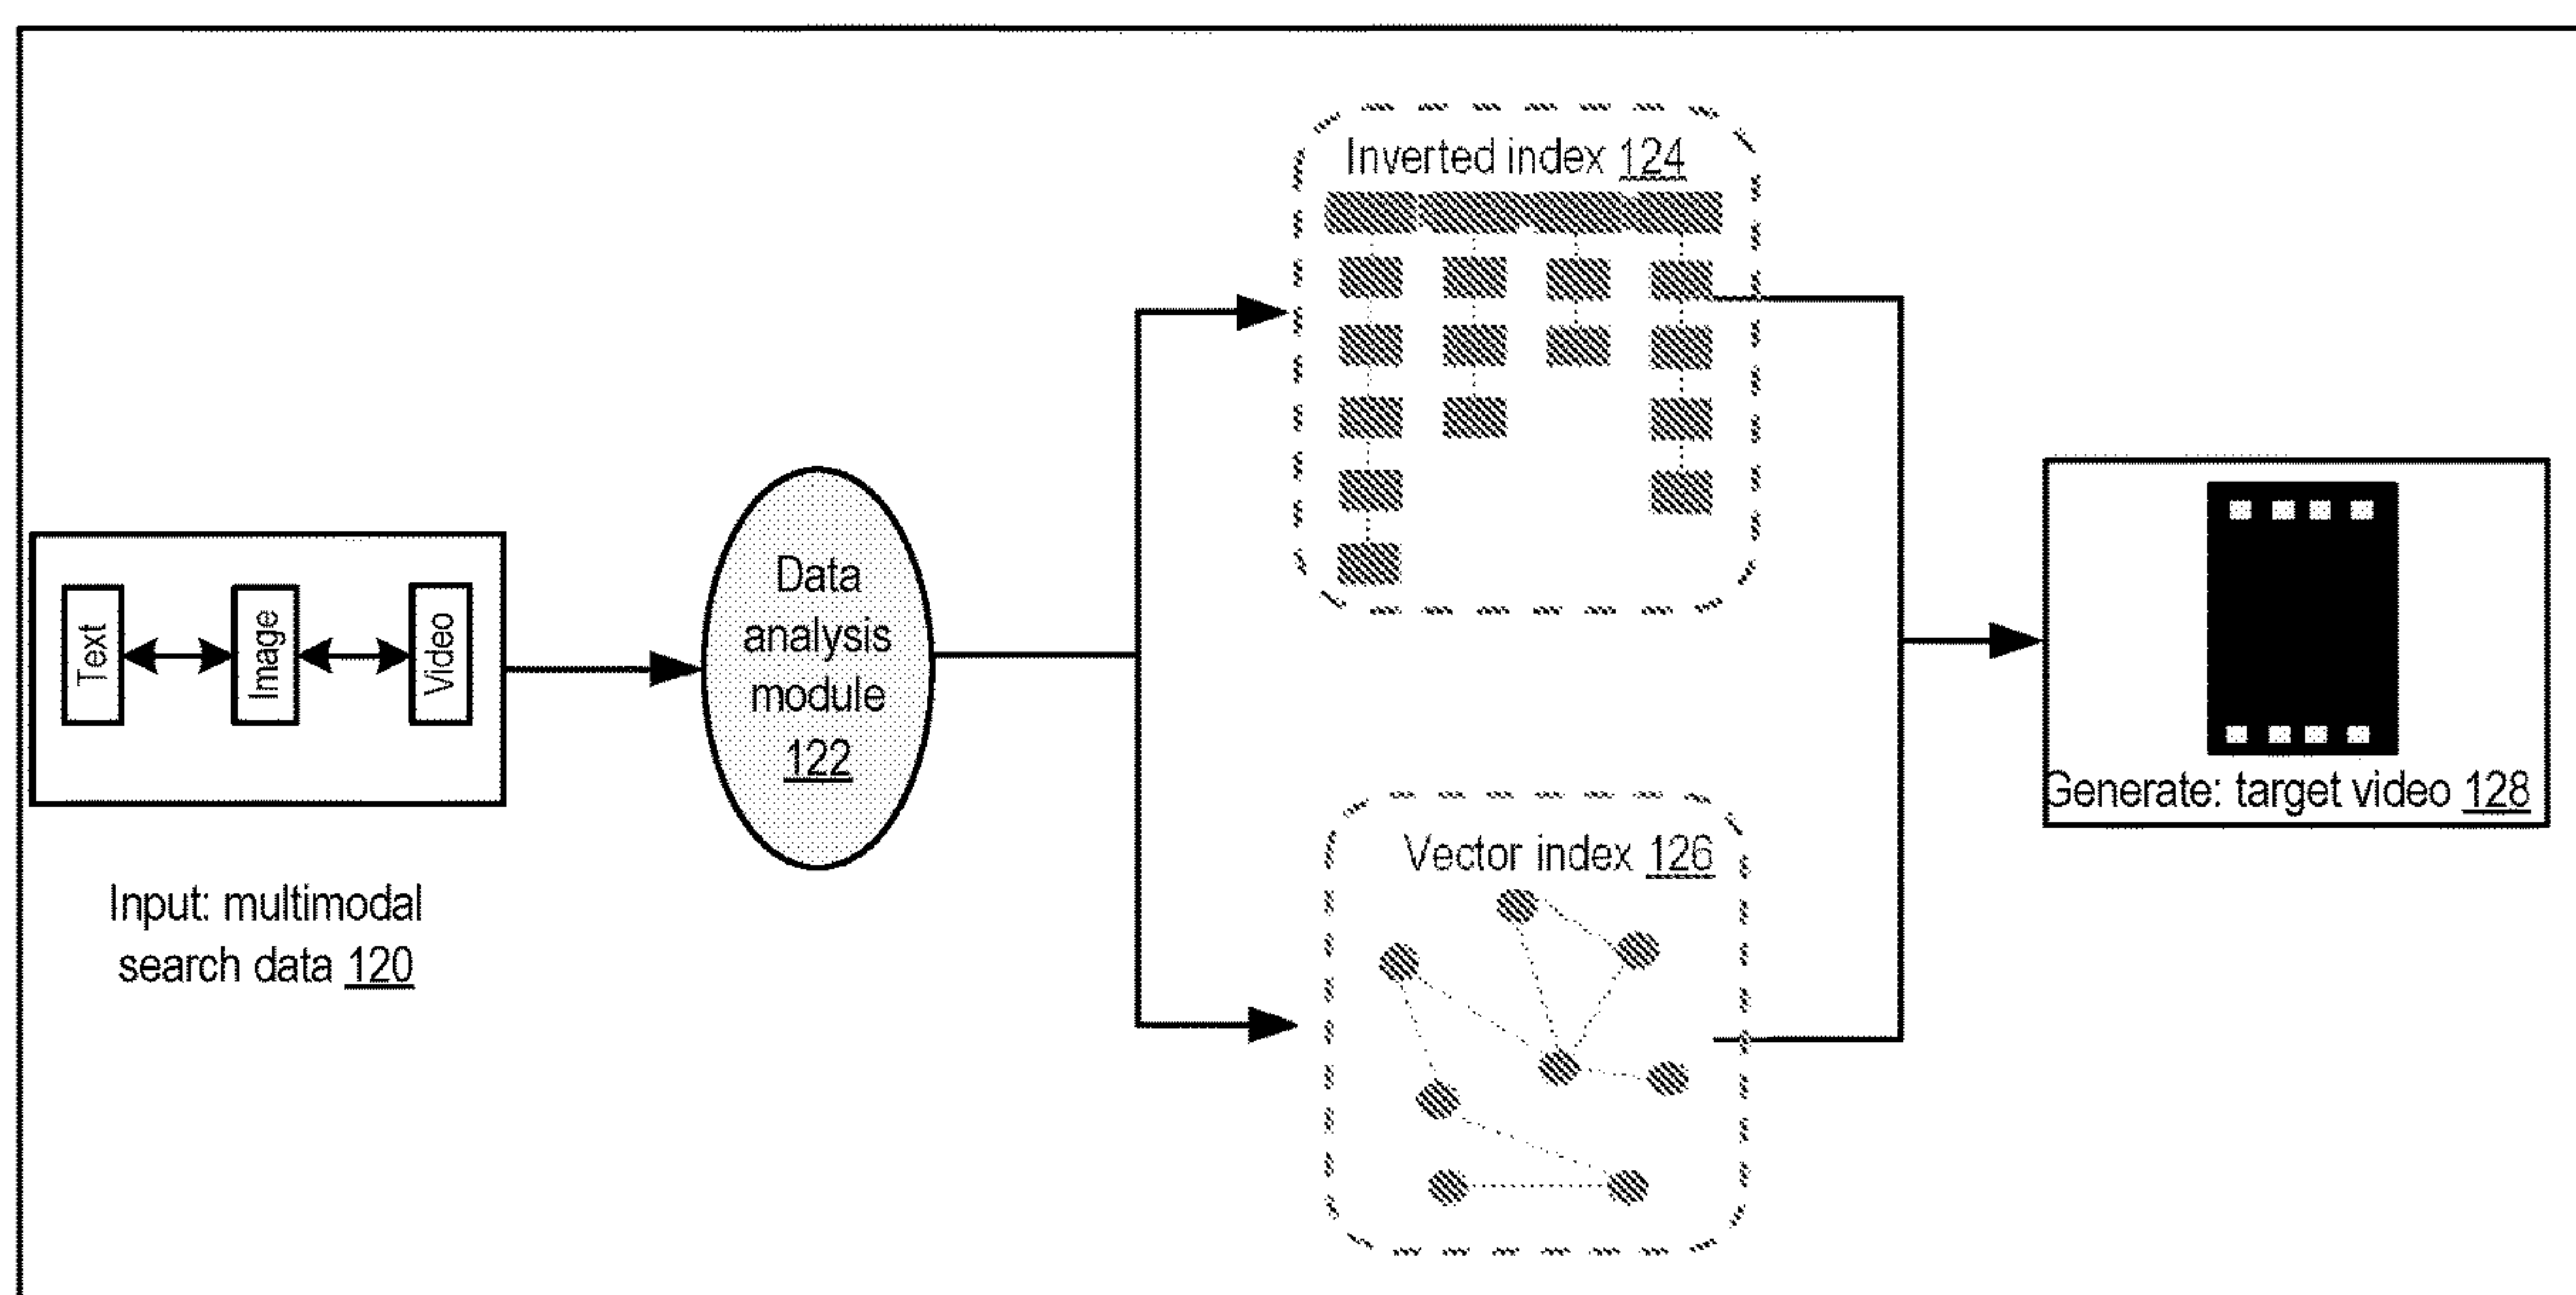 Text
Image
Video
Input: multimodal
search data 120
Data
analysis
module
122
Inverted index 124
Vector index 126
Generate: target video 128